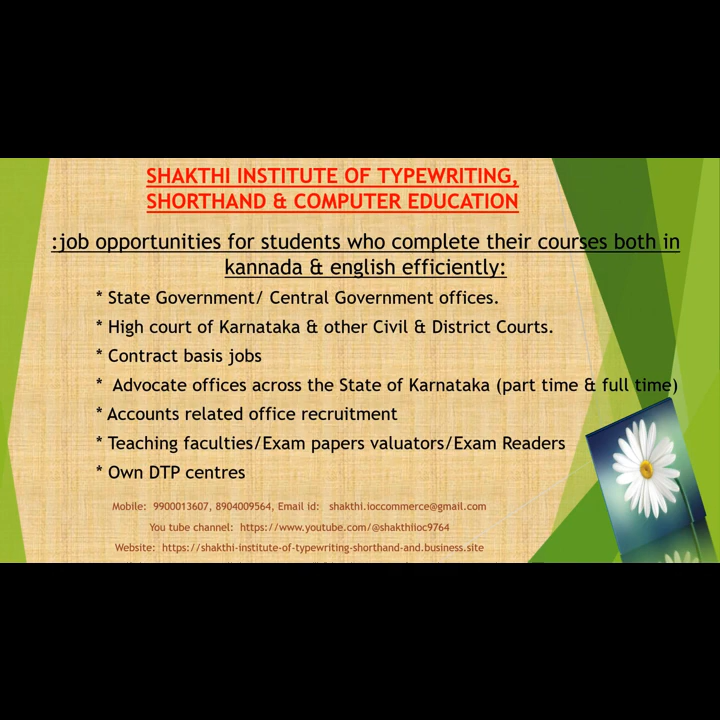 SHAKTHI INSTITUTE OF TYPEWRITING,
SHORTHAND & COMPUTER EDUCATION
:job opportunities for students who complete their courses both in
kannada & english efficiently:
* State Government/ Central Government offices.
* High court of Karnataka & other Civil & District Courts.
* Contract basis jobs
* Advocate offices across the State of Karnataka (part time & full time)
* Accounts related office recruitment
* Teaching faculties/Exam papers valuators/Exam Readers
* Own DTP centres
Mobile: 9900013607, 8904009564, Email id: shakthi.ioccommerce@gmail.com
You tube channel: https://www.youtube.com/@shakthiioc9764
Website: https://shakthi-institute-of-typewriting-shorthand-and.business.site